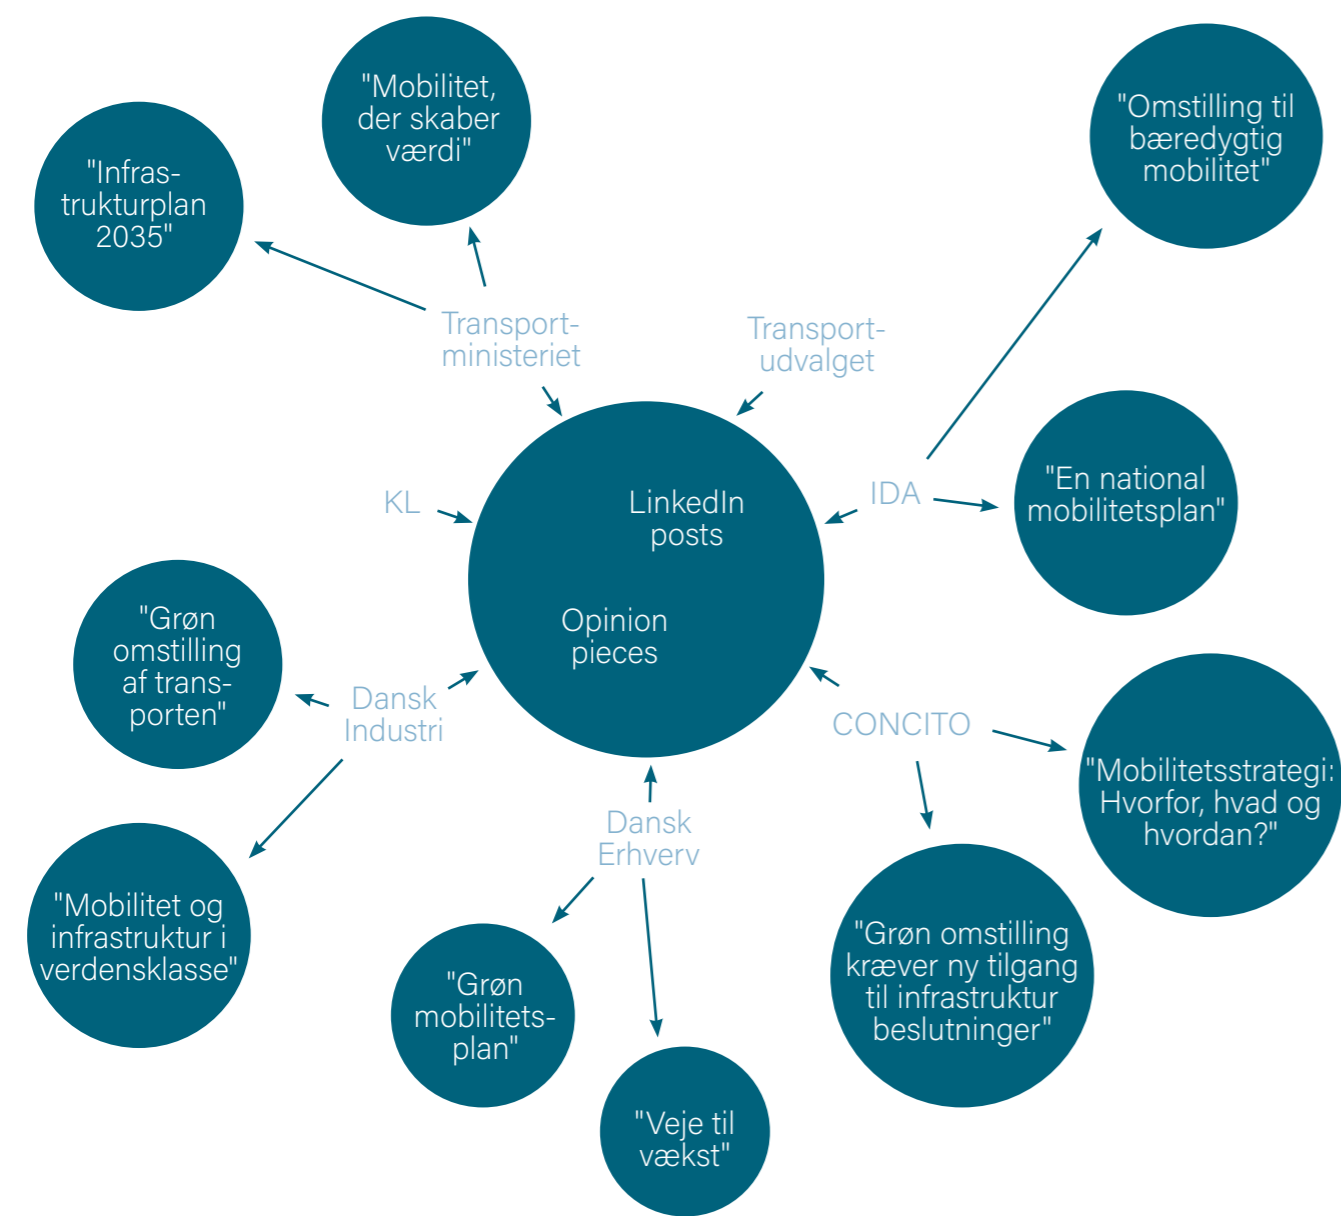 "Mobilitet,
der skaber
værdi"
"Omstilling til
bæredygtig
mobilitet"
"Infras-
trukturplan
2035"
Transport-
ministeriet
Transport-
udvalget
KL
LinkedIn
posts
IDA
"En national
mobilitetsplan"
Opinion
pieces
"Grøn
omstilling
af trans-
porten"
Dansk
Industri
CONCITO
"Mobilitetsstrategi:
Hvorfor, hvad og
hvordan?"
Dansk
Erhverv
"Mobilitet og
infrastruktur i
verdensklasse"
"Grøn omstilling
kræver ny tilgang
til infrastruktur
beslutninger"
"Grøn
mobilitets-
plan"
"Veje til
vækst"